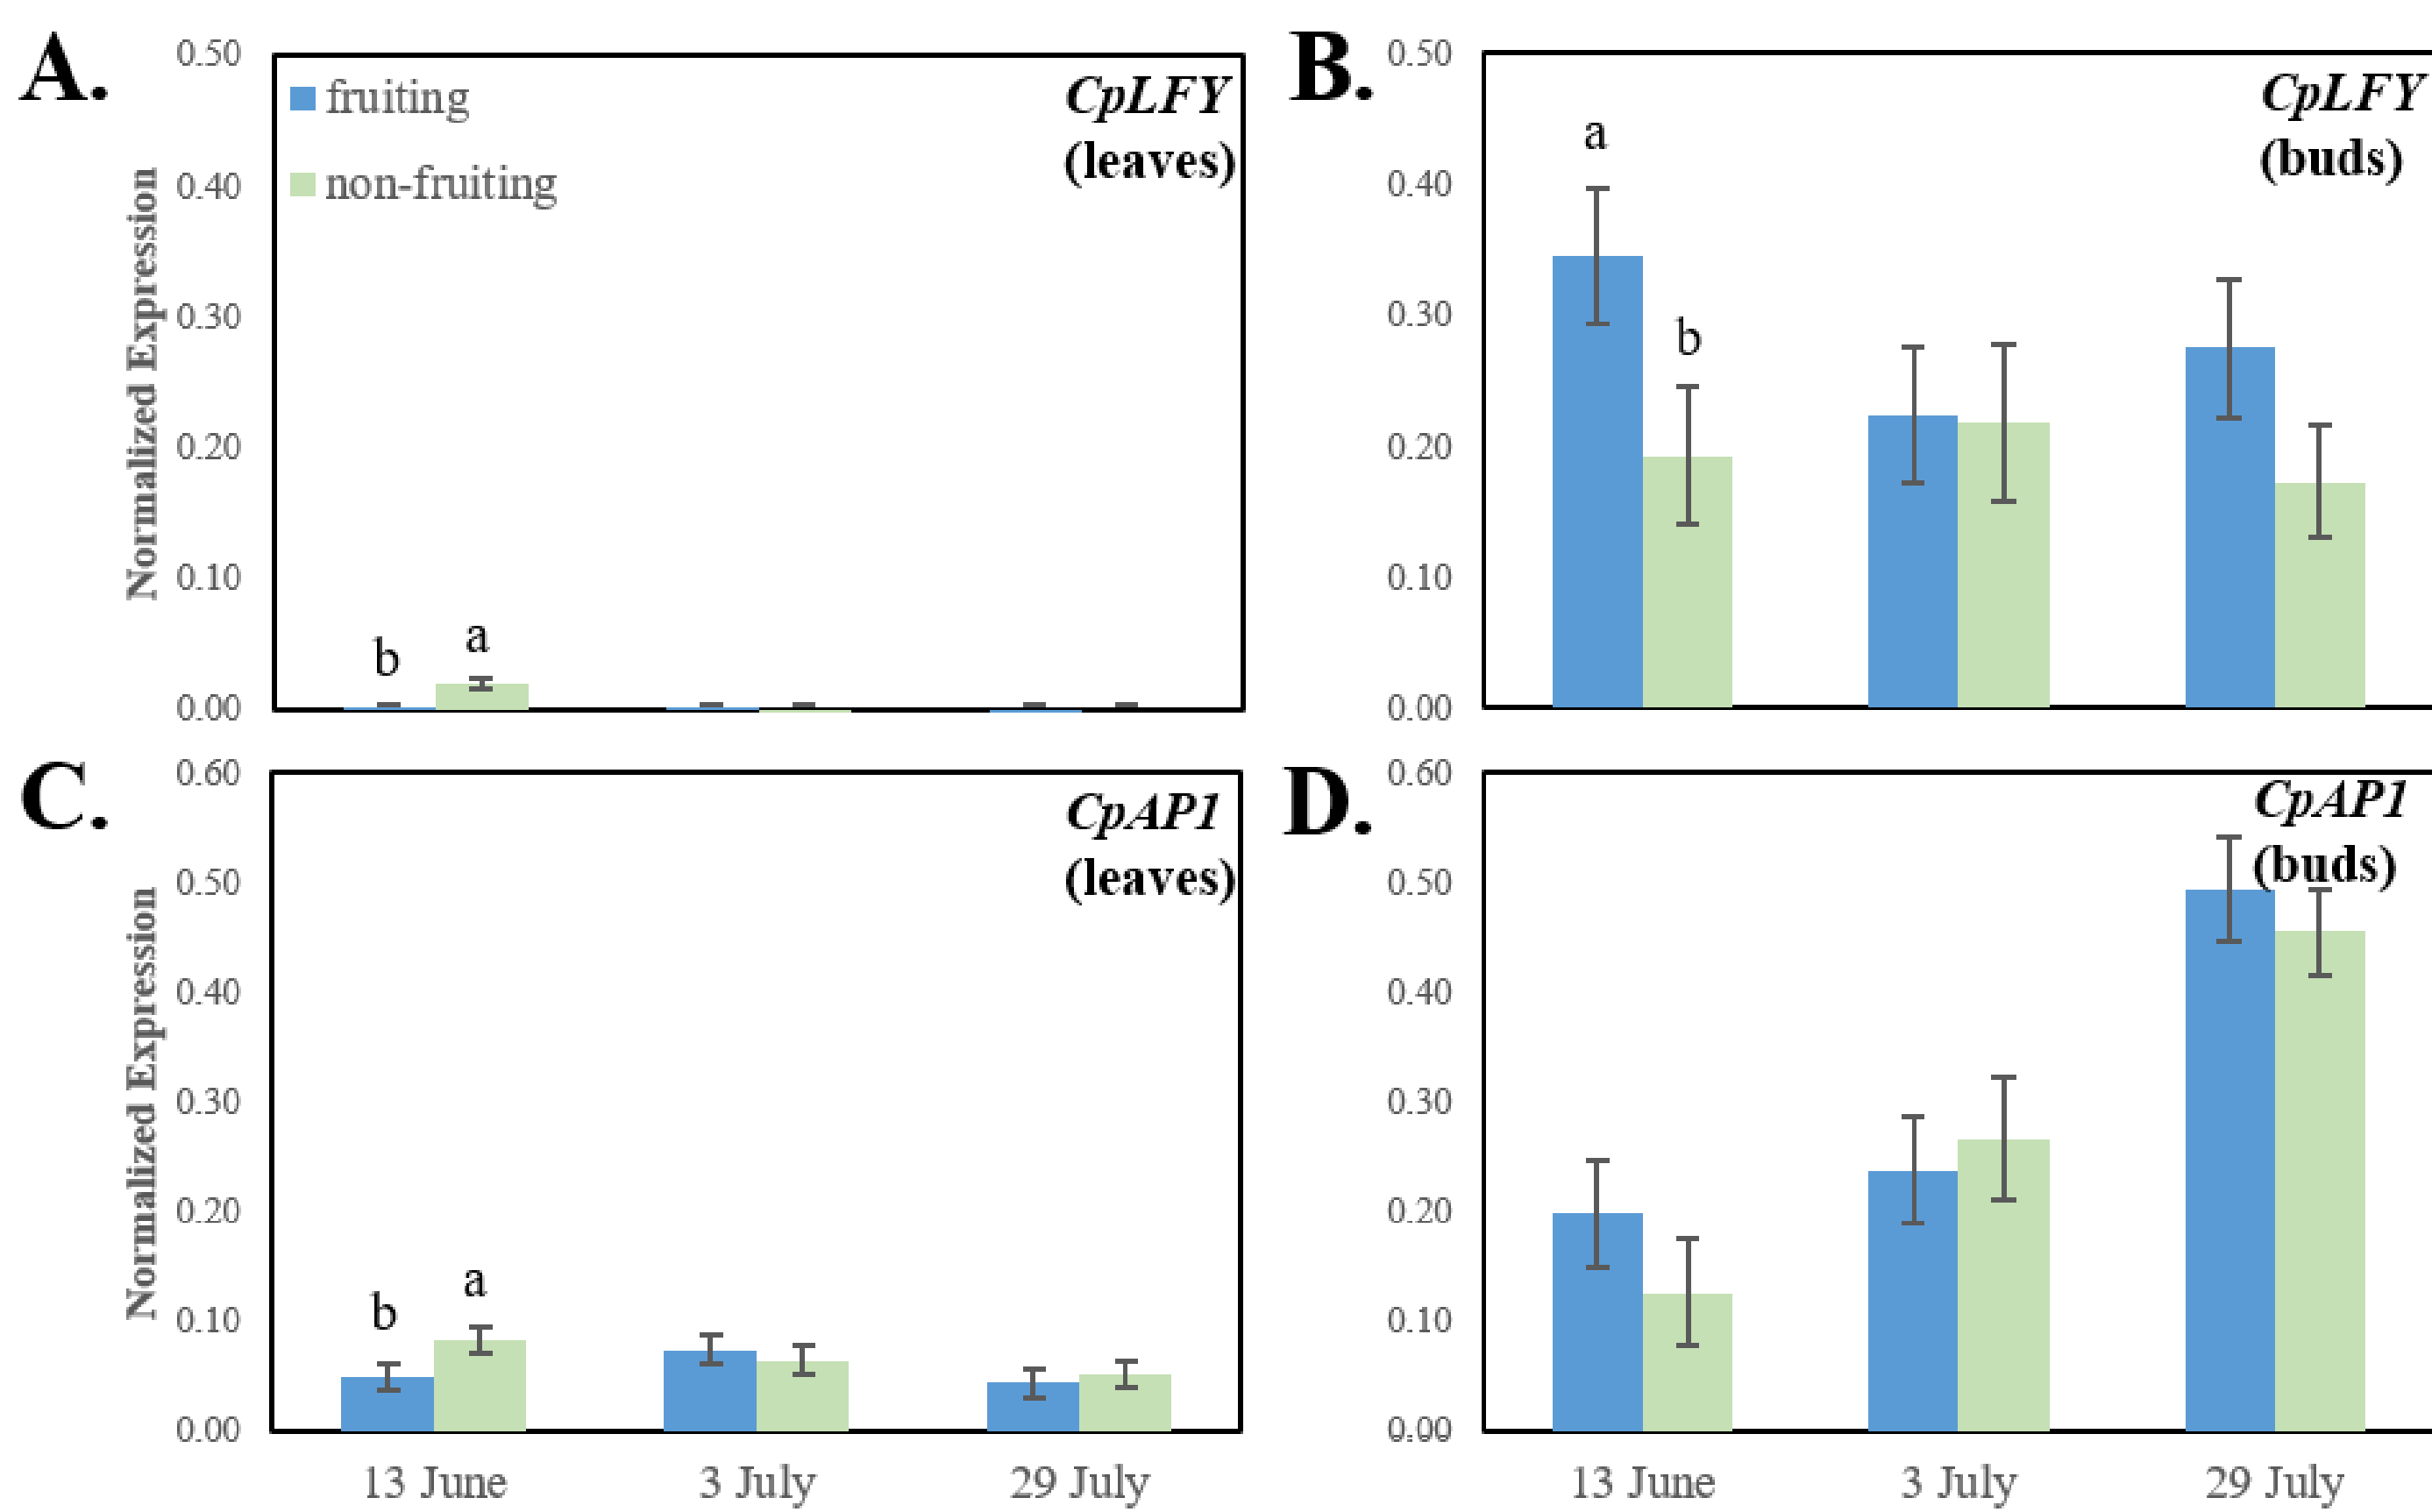 A.
0.50
0.40
0.30
0.20
0.10
0.00
Normalized Expression
fruiting
non-fruiting
CpLFY
(leaves)
b
a
B.
0.50
0.40
0.30
0.20
0.10
0.00
CpLFY
(buds)
a
b
C.
0.60
0.50
0.40
0.30
0.20
0.10
0.00
Normalized Expression
CpAP1
(leaves)
b
a
13 June
3 July
29 July
D.
0.60
0.50
0.40
0.30
0.20
0.10
0.00
CpAP1
(buds)
13 June
3 July
29 July